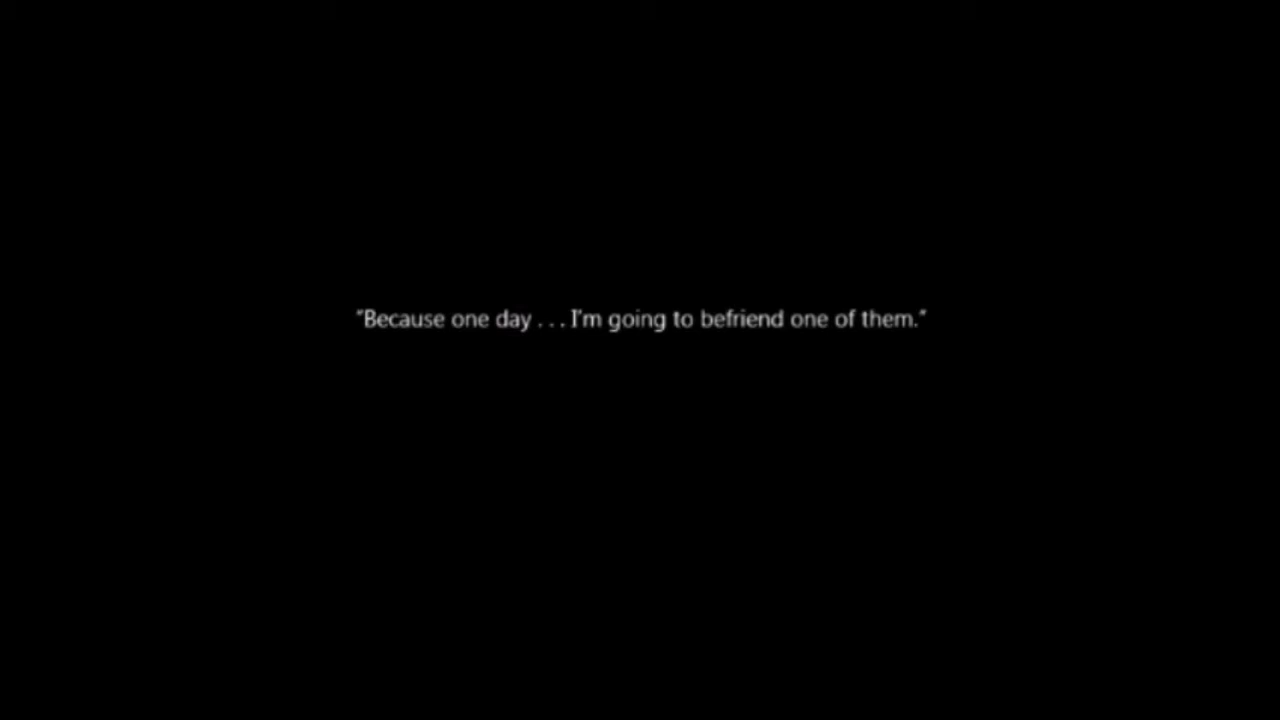 "Because one day . . . I'm going to befriend one of them."